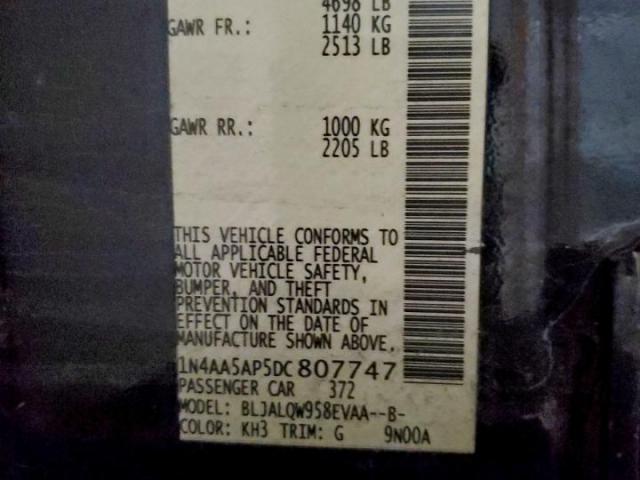 4698 LB
GAWR FR.: 1140 KG
2513 LB
GAWR RR.: 1000 KG
2205 LB
THIS VEHICLE CONFORMS TO
ALL APPLICABLE FEDERAL
MOTOR VEHICLE SAFETY,
BUMPER, AND THEFT
PREVENTION STANDARDS IN
EFFECT ON THE DATE OF
MANUFACTURE SHOWN ABOVE.
1N4AA5AP5DC807747
PASSENGER CAR 372
MODEL: BLJALQW958EVAA--B-
COLOR: KH3 TRIM: G 9N00A